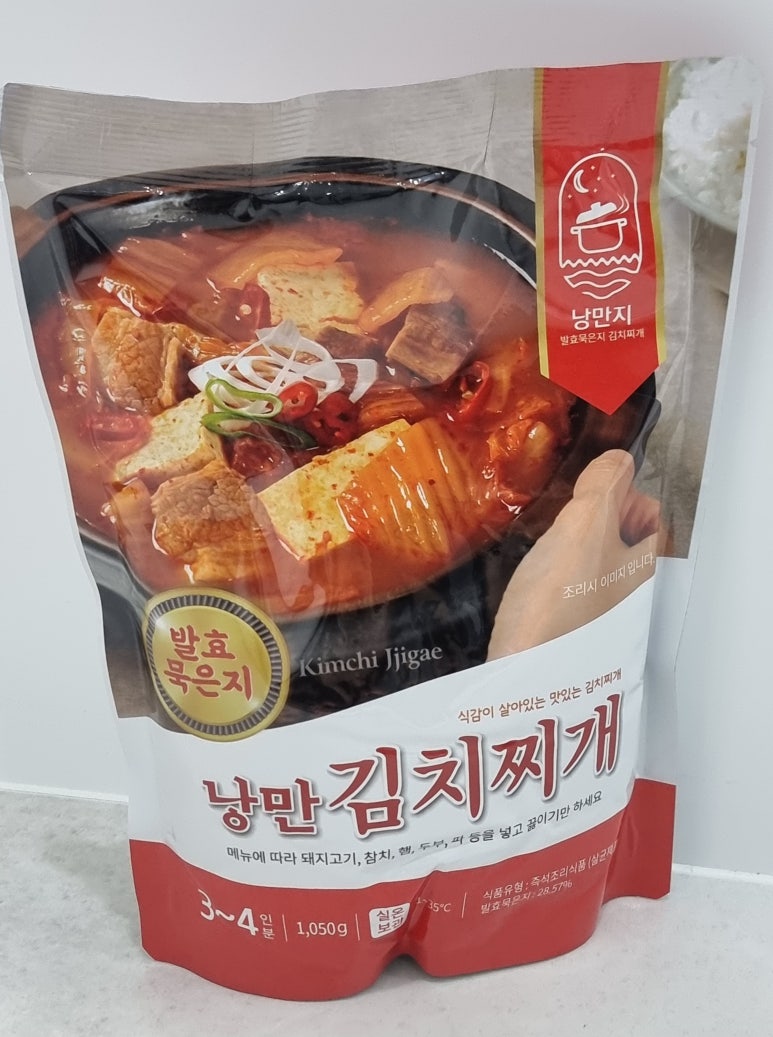 낭만지
발효묵은지 김치찌개
조리시 이미지 입니다.
발효
묵은지
Kimchi Jjigae
식감이 살아있는 맛있는 김치찌개
낭만 김치찌개
메뉴에 따라 돼지고기, 참치, 햄, 두부, 파 등을 넣고 끓이기만 하세요
3~4 인분
1,050g
실온
보관
35℃
식품유형 : 즉석조리식품
발효묵은지 : 28.57%